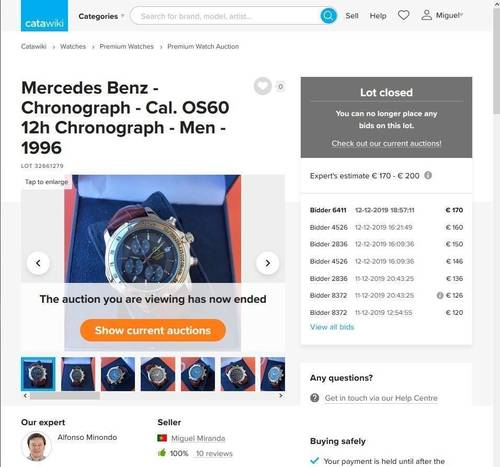 catawiki
Categories
Search for brand, model, artist...
Sell
Help
Miguel
Catawiki > Watches > Premium Watches > Premium Watch Auction
Mercedes Benz -
Chronograph - Cal. OS60
12h Chronograph - Men -
1996
LOT 32661279
0
Tap to enlarge
The auction you are viewing has now ended
Show current auctions
Our expert
Alfonso Minondo
Seller
Miguel Miranda
100% 10 reviews
Lot closed
You can no longer place any
bids on this lot.
Check out our current auctions!
Expert's estimate € 170 - € 200
Bidder 6411 12-12-2019 18:57:11 € 170
Bidder 4526 12-12-2019 16:21:49 € 160
Bidder 2836 12-12-2019 16:09:36 € 150
Bidder 4526 12-12-2019 16:09:36 € 146
Bidder 2836 11-12-2019 20:43:25 € 136
Bidder 8372 11-12-2019 20:43:25 € 126
Bidder 8372 11-12-2019 12:54:55 € 120
View all bids
Any questions?
Get in touch via our Help Centre
Buying safely
Your payment is held until after the